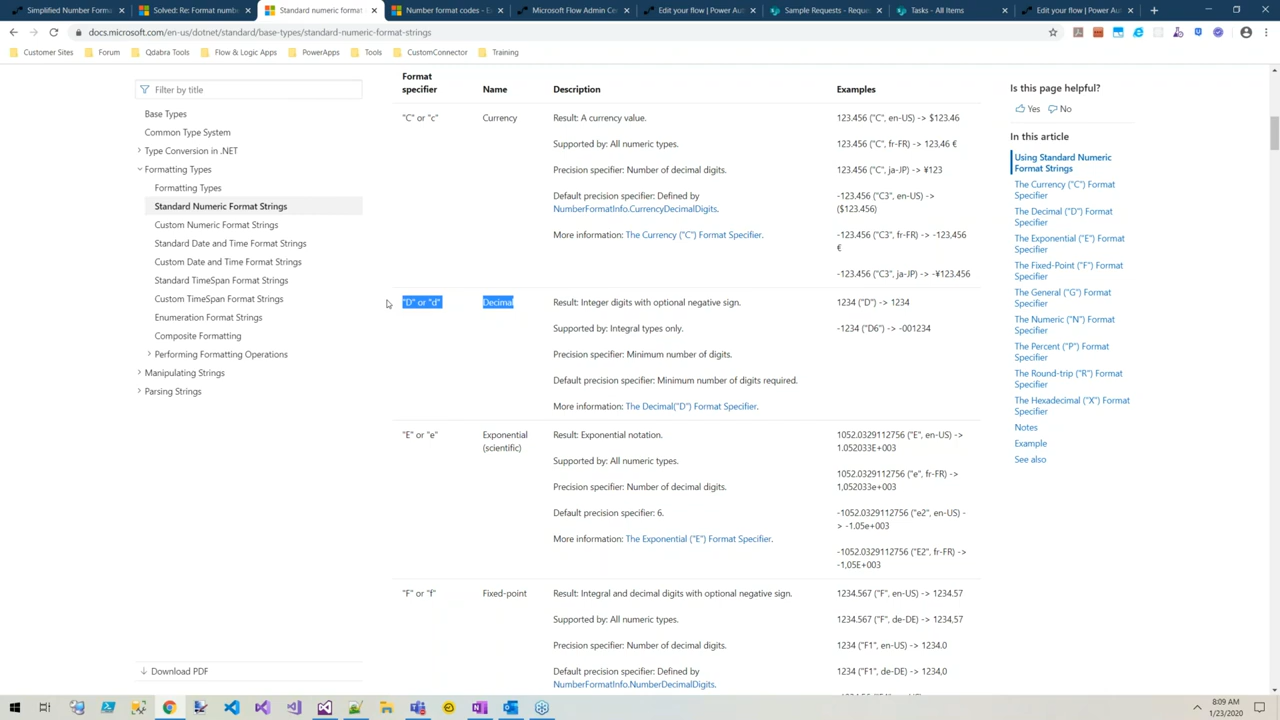 Simplified Number Form
Solved: Re: Format numbe
Standard numeric format
Number format codes - E
Microsoft Flow Admin Ce
Edit your flow | Power Au
Sample Requests - Reque
Tasks - All Items
Edit your flow | Power Au
docs.microsoft.com/en-us/dotnet/standard/base-types/standard-numeric-format-strings
Customer Sites
Forum
Qdabra Tools
Flow & Logic Apps
PowerApps
Tools
CustomConnector
Training
Filter by title
Base Types
Common Type System
Type Conversion in .NET
Formatting Types
Formatting Types
Standard Numeric Format Strings
Custom Numeric Format Strings
Standard Date and Time Format Strings
Custom Date and Time Format Strings
Standard TimeSpan Format Strings
Custom TimeSpan Format Strings
Enumeration Format Strings
Composite Formatting
Performing Formatting Operations
Manipulating Strings
Parsing Strings
Download PDF
Format
specifier
Name
Description
Examples
"C" or "c"
Currency
Result: A currency value.
Supported by: All numeric types.
Precision specifier: Number of decimal digits.
Default precision specifier: Defined by
NumberFormatInfo.CurrencyDecimalDigits.
More information: The Currency ("C") Format Specifier.
123.456 ("C", en-US) -> $123.46
123.456 ("C", fr-FR) -> 123,46 €
123.456 ("C", ja-JP) -> ¥123
-123.456 ("C3", en-US) ->
($123.456)
-123.456 ("C3", fr-FR) -> -123,456
€
-123.456 ("C3", ja-JP) -> -¥123.456
"D" or "d"
Decimal
Result: Integer digits with optional negative sign.
Supported by: Integral types only.
Precision specifier: Minimum number of digits.
Default precision specifier: Minimum number of digits required.
More information: The Decimal("D") Format Specifier.
1234 ("D") -> 1234
-1234 ("D6") -> -001234
"E" or "e"
Exponential
(scientific)
Result: Exponential notation.
Supported by: All numeric types.
Precision specifier: Number of decimal digits.
Default precision specifier: 6.
More information: The Exponential ("E") Format Specifier.
1052.0329112756 ("E", en-US) ->
1.052033E+003
1052.0329112756 ("e", fr-FR) ->
1,052033e+003
-1052.0329112756 ("e2", en-US) -
> -1.05e+003
-1052.0329112756 ("E2", fr-FR) ->
-1,05E+003
"F" or "f"
Fixed-point
Result: Integral and decimal digits with optional negative sign.
Supported by: All numeric types.
Precision specifier: Number of decimal digits.
Default precision specifier: Defined by
NumberFormatInfo.NumberDecimalDigits.
1234.567 ("F", en-US) -> 1234.57
1234.567 ("F", de-DE) -> 1234,57
1234 ("F1", en-US) -> 1234.0
1234 ("F1", de-DE) -> 1234,0
Is this page helpful?
Yes
No
In this article
Using Standard Numeric
Format Strings
The Currency ("C") Format
Specifier
The Decimal ("D") Format
Specifier
The Exponential ("E") Format
Specifier
The Fixed-Point ("F") Format
Specifier
The General ("G") Format
Specifier
The Numeric ("N") Format
Specifier
The Percent ("P") Format
Specifier
The Round-trip ("R") Format
Specifier
The Hexadecimal ("X") Format
Specifier
Notes
Example
See also
8:09 AM
1/23/2020